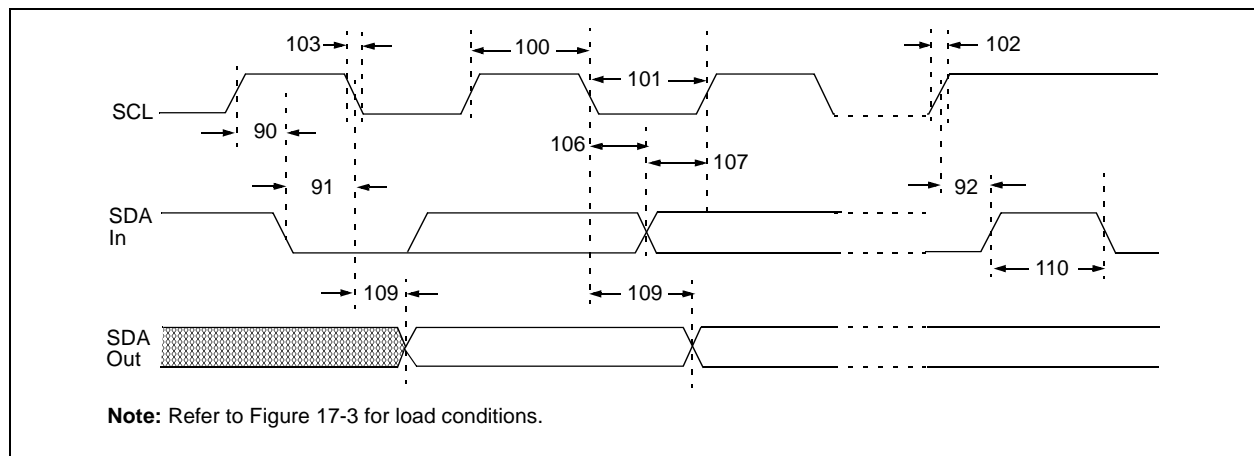 103
100
102
101
SCL
90
106
107
91
92
SDA
In
109
109
110
SDA
Out
Note: Refer to Figure 17-3 for load conditions.